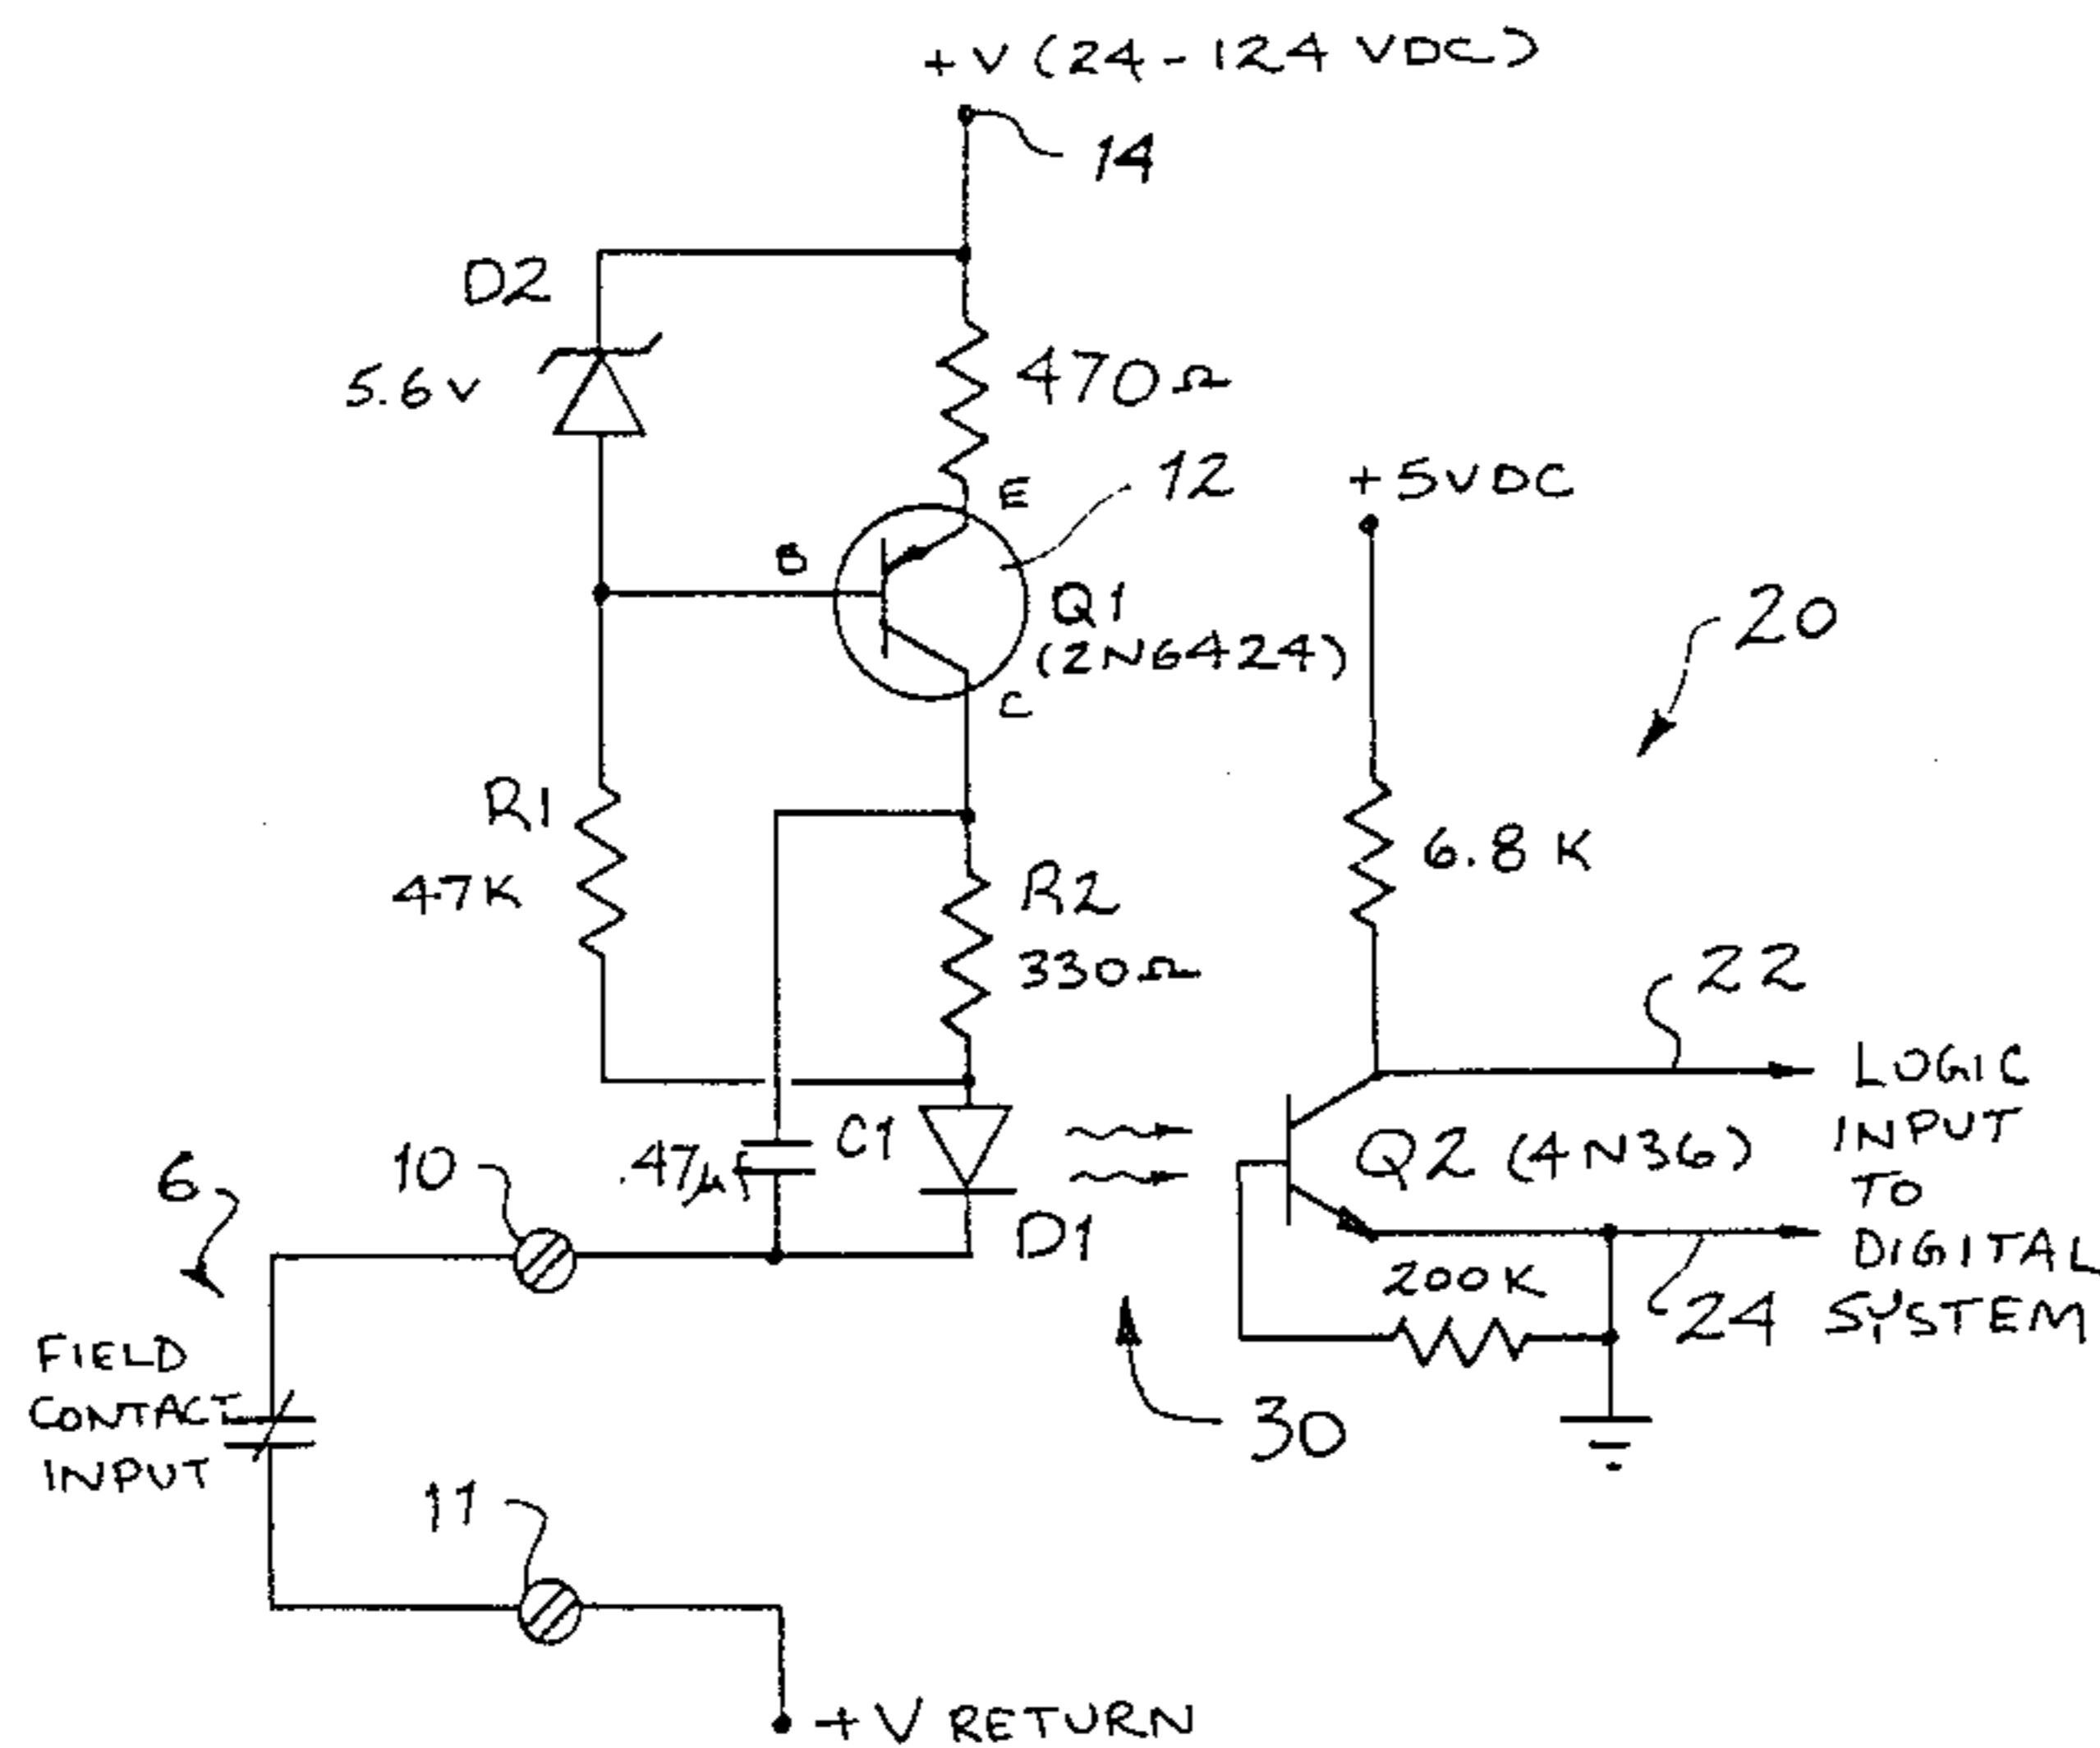 +V (24-124 VDC)
14
D2
5.6V
470Ω
12
E
+5VDC
B
Q1
(2N6424)
C
20
R1
47K
R2
330Ω
6.8K
22
LOGIC
INPUT
TO
DIGITAL
SYSTEM
C1
.47µf
D1
Q2 (4N36)
200K
24
6
10
30
FIELD
CONTACT
INPUT
11
+V RETURN